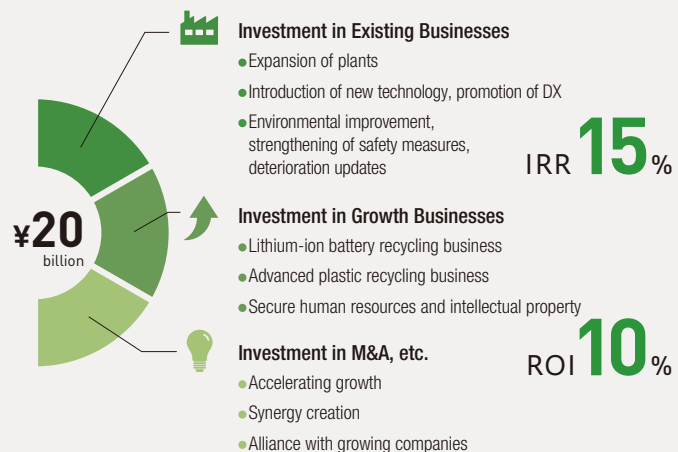 Investment in Existing Businesses
●Expansion of plants
●Introduction of new technology, promotion of DX
●Environmental improvement,
strengthening of safety measures,
deterioration updates
IRR 15%
¥20
billion
Investment in Growth Businesses
●Lithium-ion battery recycling business
●Advanced plastic recycling business
●Secure human resources and intellectual property
Investment in M&A, etc.
●Accelerating growth
●Synergy creation
●Alliance with growing companies
ROI 10%